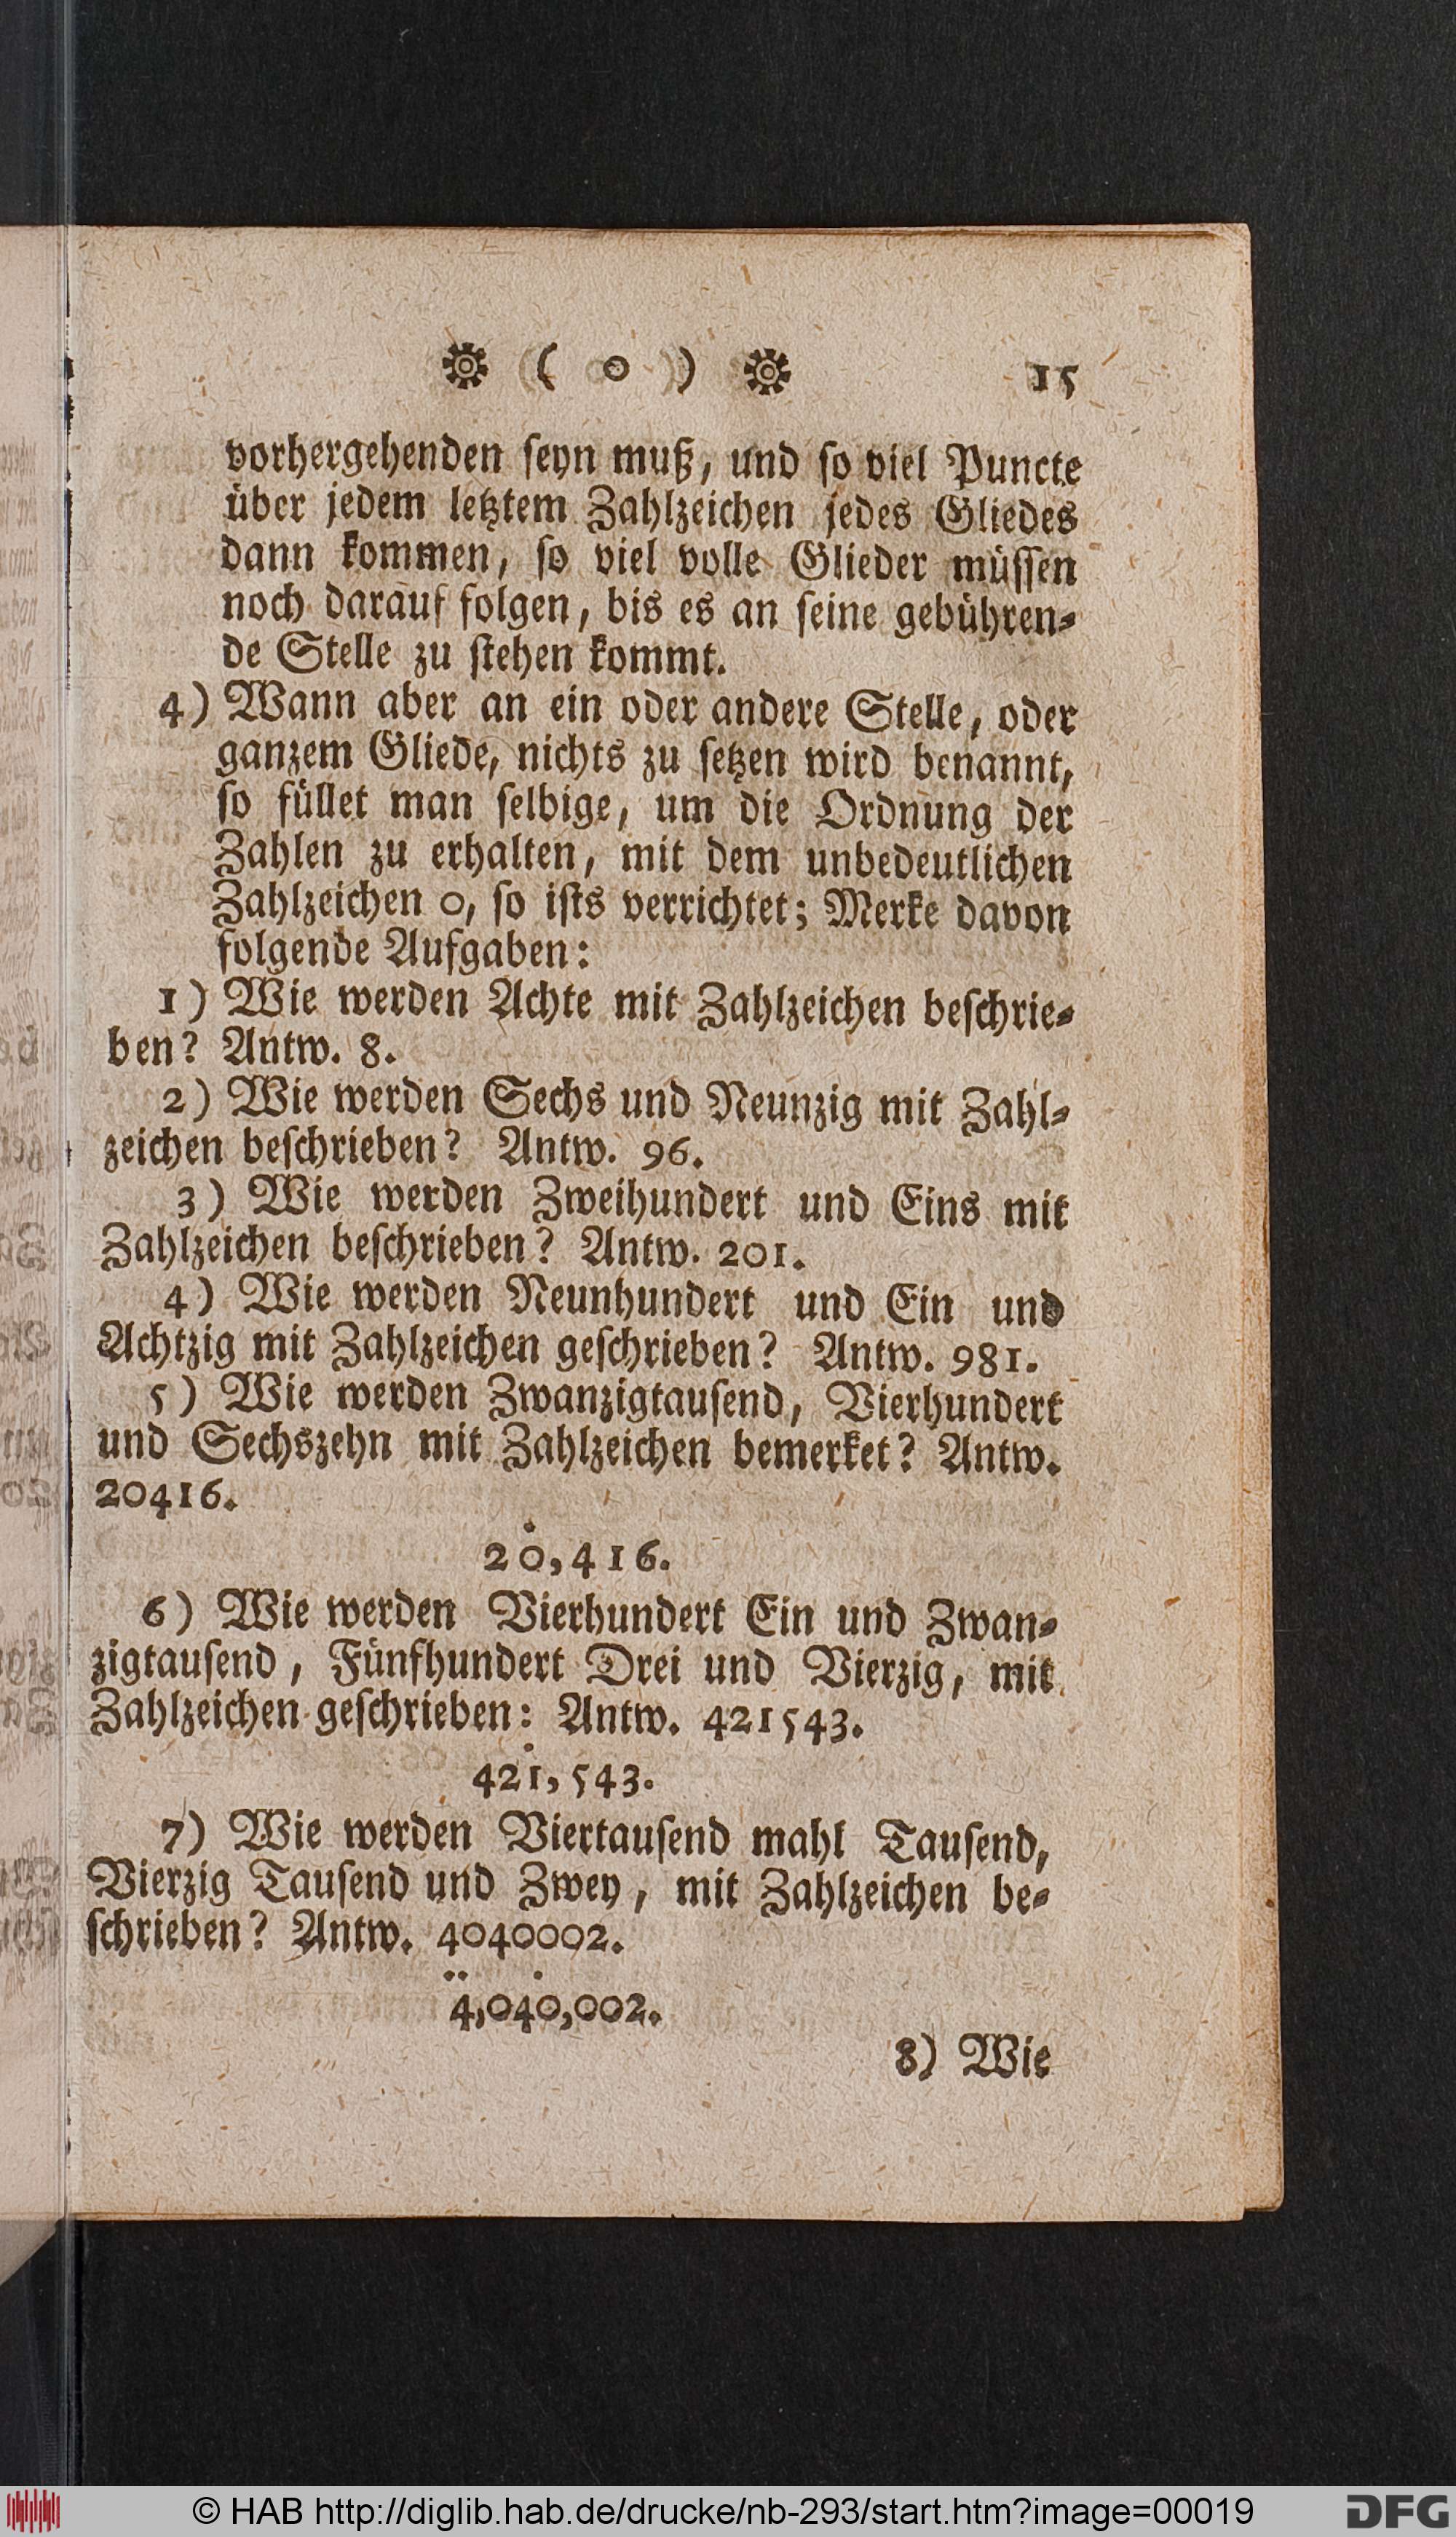 ( o ) 15
vorhergehenden ſeyn muß, und ſo viel Puncte
über jedem letztem Zahlzeichen jedes Gliedes
dann kommen, ſo viel volle Glieder müſſen
noch darauf folgen, bis es an ſeine gebühren⸗
de Stelle zu ſtehen kommt.
4) Wann aber an ein oder andere Stelle, oder
ganzem Gliede, nichts zu ſetzen wird benannt,
ſo füllet man ſelbige, um die Ordnung der
Zahlen zu erhalten, mit dem unbedeutlichen
Zahlzeichen 0, ſo iſts verrichtet; Merke davon
folgende Aufgaben:
1) Wie werden Achte mit Zahlzeichen beſchrie⸗
ben? Antw. 8.
2) Wie werden Sechs und Neunzig mit Zahl⸗
zeichen beſchrieben? Antw. 96.
3) Wie werden Zweihundert und Eins mit
Zahlzeichen beſchrieben? Antw. 201.
4) Wie werden Neunhundert und Ein und
Achtzig mit Zahlzeichen geſchrieben? Antw. 981.
5) Wie werden Zwanzigtauſend, Vierhundert
und Sechszehn mit Zahlzeichen bemerket? Antw.
20416.
20̇,416.
6) Wie werden Vierhundert Ein und Zwan⸗
zigtauſend, Fünfhundert Drei und Vierzig, mit
Zahlzeichen geſchrieben: Antw. 421543.
421̇,543.
7) Wie werden Viertauſend mahl Tauſend,
Vierzig Tauſend und Zwey, mit Zahlzeichen be⸗
ſchrieben? Antw. 4040002.
4̈,040̇,002.
8) Wie
© HAB http://diglib.hab.de/drucke/nb-293/start.htm?image=00019
DFG